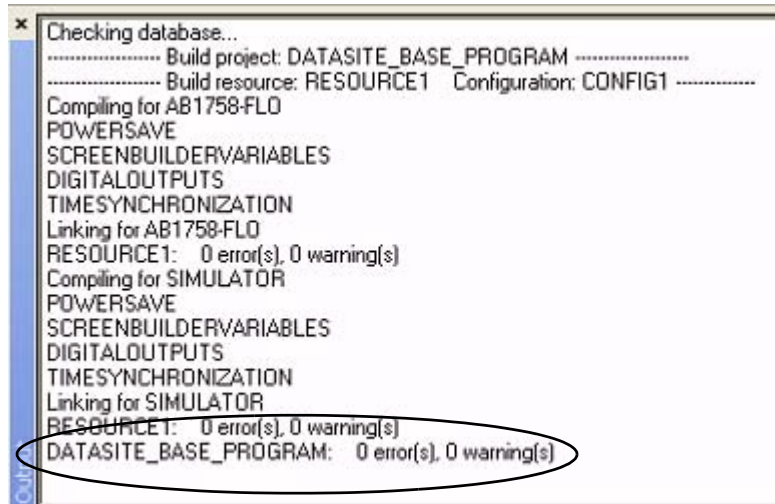 Checking database...
-------------------- Build project: DATASITE_BASE_PROGRAM --------------------
-------------------- Build resource: RESOURCE1 Configuration: CONFIG1 --------------
Compiling for AB1758-FLO
POWERSAVE
SCREENBUILDERVARIABLES
DIGITALOUTPUTS
TIMESYNCHRONIZATION
Linking for AB1758-FLO
RESOURCE1: 0 error(s), 0 warning(s)
Compiling for SIMULATOR
POWERSAVE
SCREENBUILDERVARIABLES
DIGITALOUTPUTS
TIMESYNCHRONIZATION
Linking for SIMULATOR
RESOURCE1: 0 error(s), 0 warning(s)
DATASITE_BASE_PROGRAM: 0 error(s), 0 warning(s)